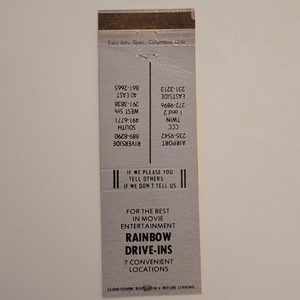 Esco Adv. Spec., Columbus, Ohio
AIRPORT
235-9547
CCC
TWIN
1 and 2
272-9896
EASTSIDE
231-3213
RIVERSIDE
889-8290
SOUTH
491-6771
WEST 5th
291-3838
40 EAST
861-2665
IF WE PLEASE YOU
TELL OTHERS
IF WE DON'T TELL US
FOR THE BEST
IN MOVIE
ENTERTAINMENT
RAINBOW
DRIVE-INS
7 CONVENIENT
LOCATIONS